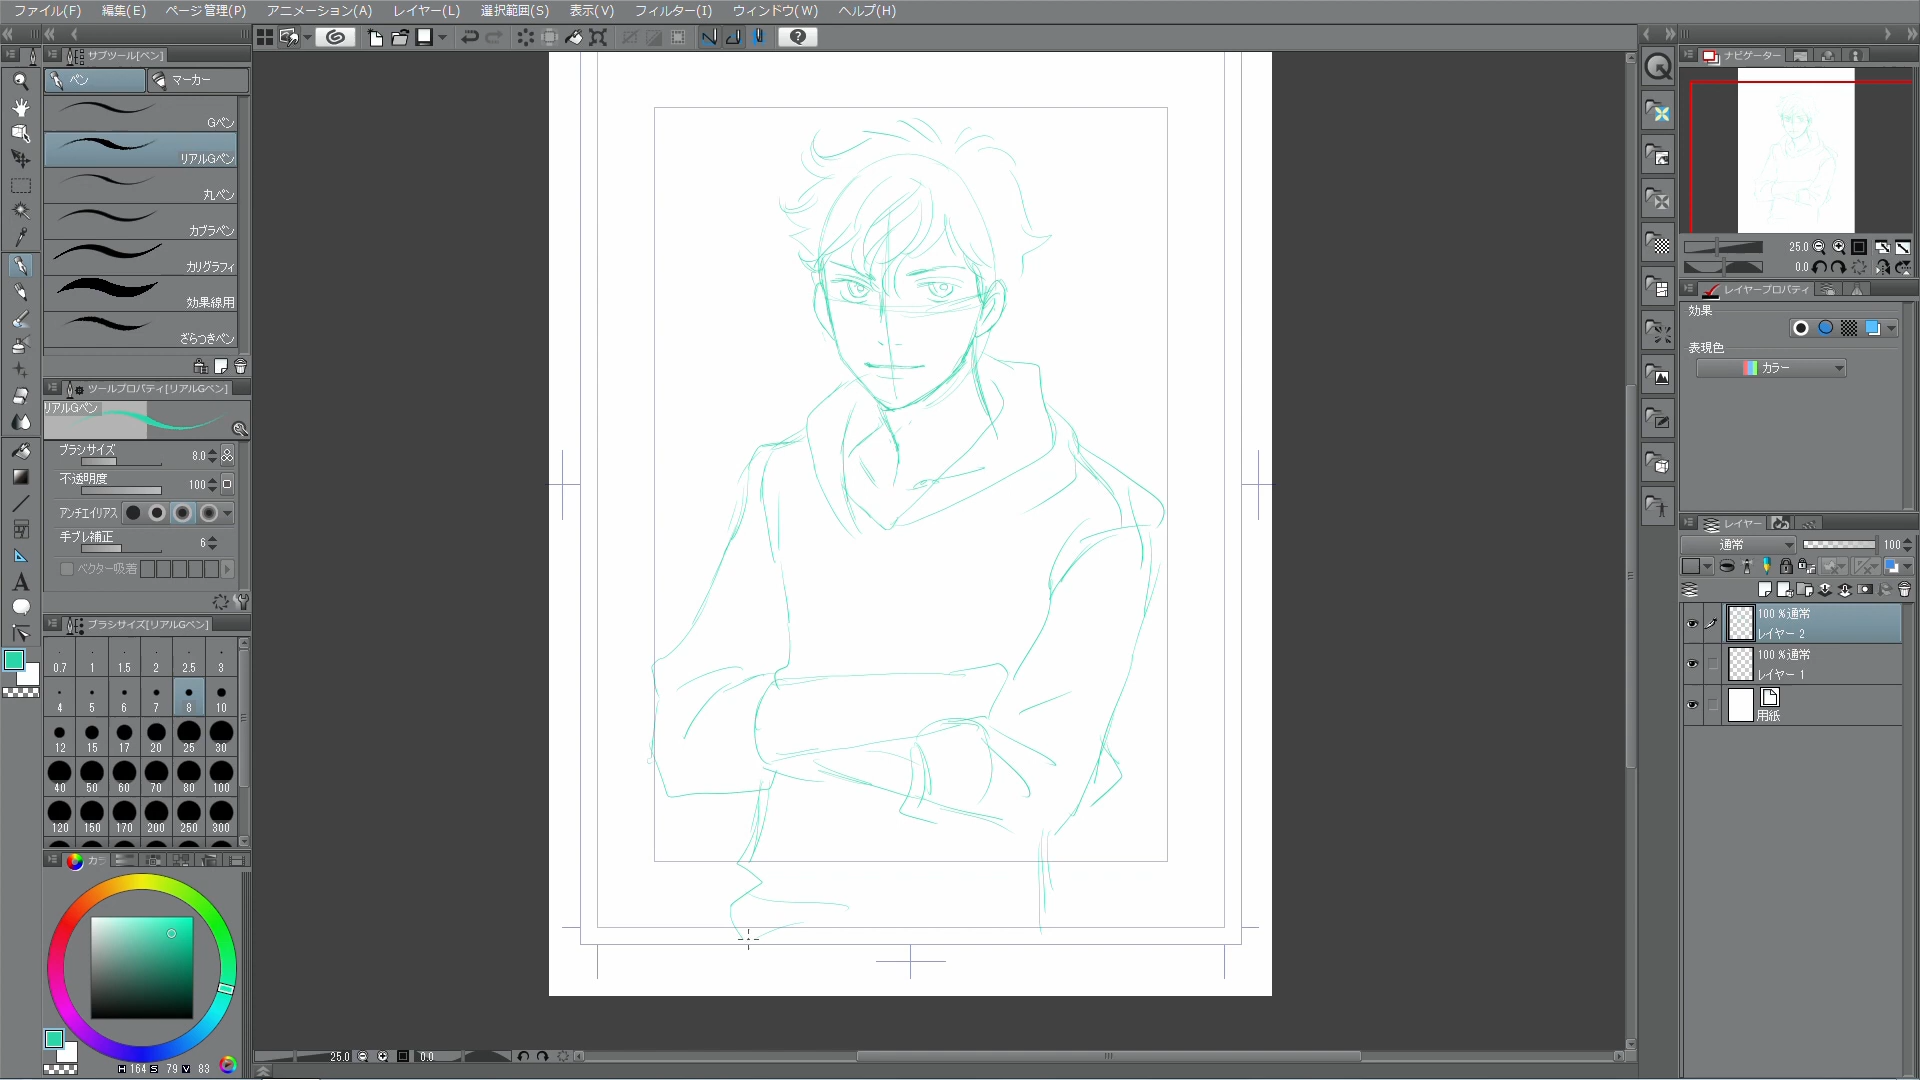 ファイル(F) 編集(E) ページ管理(P) アニメーション(A) レイヤー(L) 選択範囲(S) 表示(V) フィルター(I) ウィンドウ(W) ヘルプ(H)
サブツール[ペン]
ペン マーカー
Gペン
リアルGペン
丸ペン
カブラペン
カリグラフィ
効果線用
ざらつきペン
ツールプロパティ[リアルGペン]
リアルGペン
ブラシサイズ 8.0
不透明度 100
アンチエイリアス
手ブレ補正 6
ベクター吸着
ブラシサイズ[リアルGペン]
0.7 1 1.5 2 2.5 3
4 5 6 7 8 10
12 15 17 20 25 30
40 50 60 70 80 100
120 150 170 200 250 300
カラ
H 164 S 79 V 83
25.0 0.0
ナビゲーター
25.0
0.0
レイヤープロパティ
効果
表現色
カラー
レイヤー
通常 100
100 %通常
レイヤー 2
100 %通常
レイヤー 1
用紙